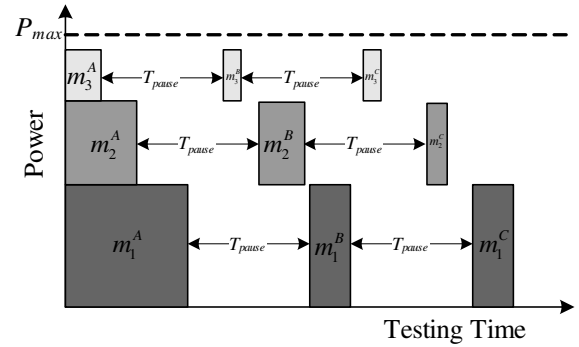 P_max
m_3^A T_pause m_3^B T_pause m_3^C
m_2^A T_pause m_2^B T_pause m_2^C
m_1^A T_pause m_1^B T_pause m_1^C
Power
Testing Time